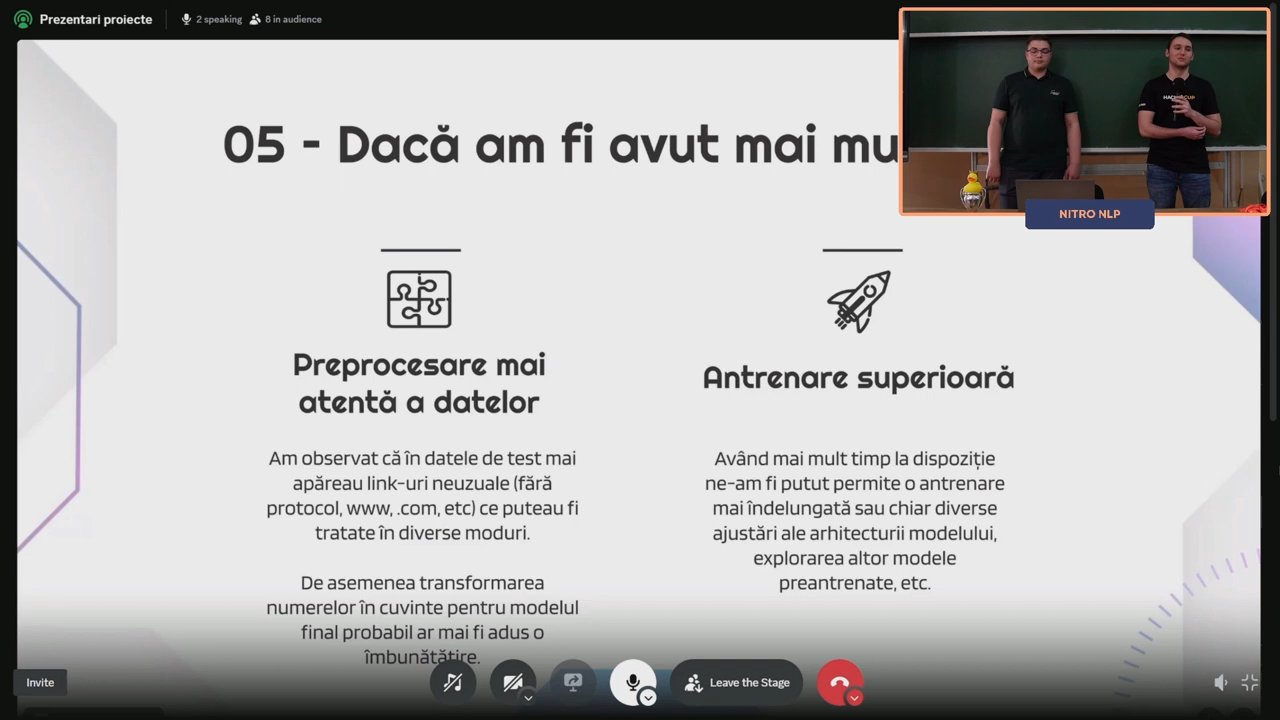 Prezentari proiecte
2 speaking
8 in audience
05 - Dacă am fi avut mai
HACK
CUP
NITRO NLP
Preprocesare mai
atentă a datelor
Am observat că în datele de test mai
apăreau link-uri neuzuale (fără
protocol, www, .com, etc) ce puteau fi
tratate în diverse moduri.
De asemenea transformarea
numerelor în cuvinte pentru modelul
final probabil ar mai fi adus o
îmbunătățire.
Antrenare superioară
Având mai mult timp la dispoziție
ne-am fi putut permite o antrenare
mai îndelungată sau chiar diverse
ajustări ale arhitecturii modelului,
explorarea altor modele
preantrenate, etc.
Invite
Leave the Stage